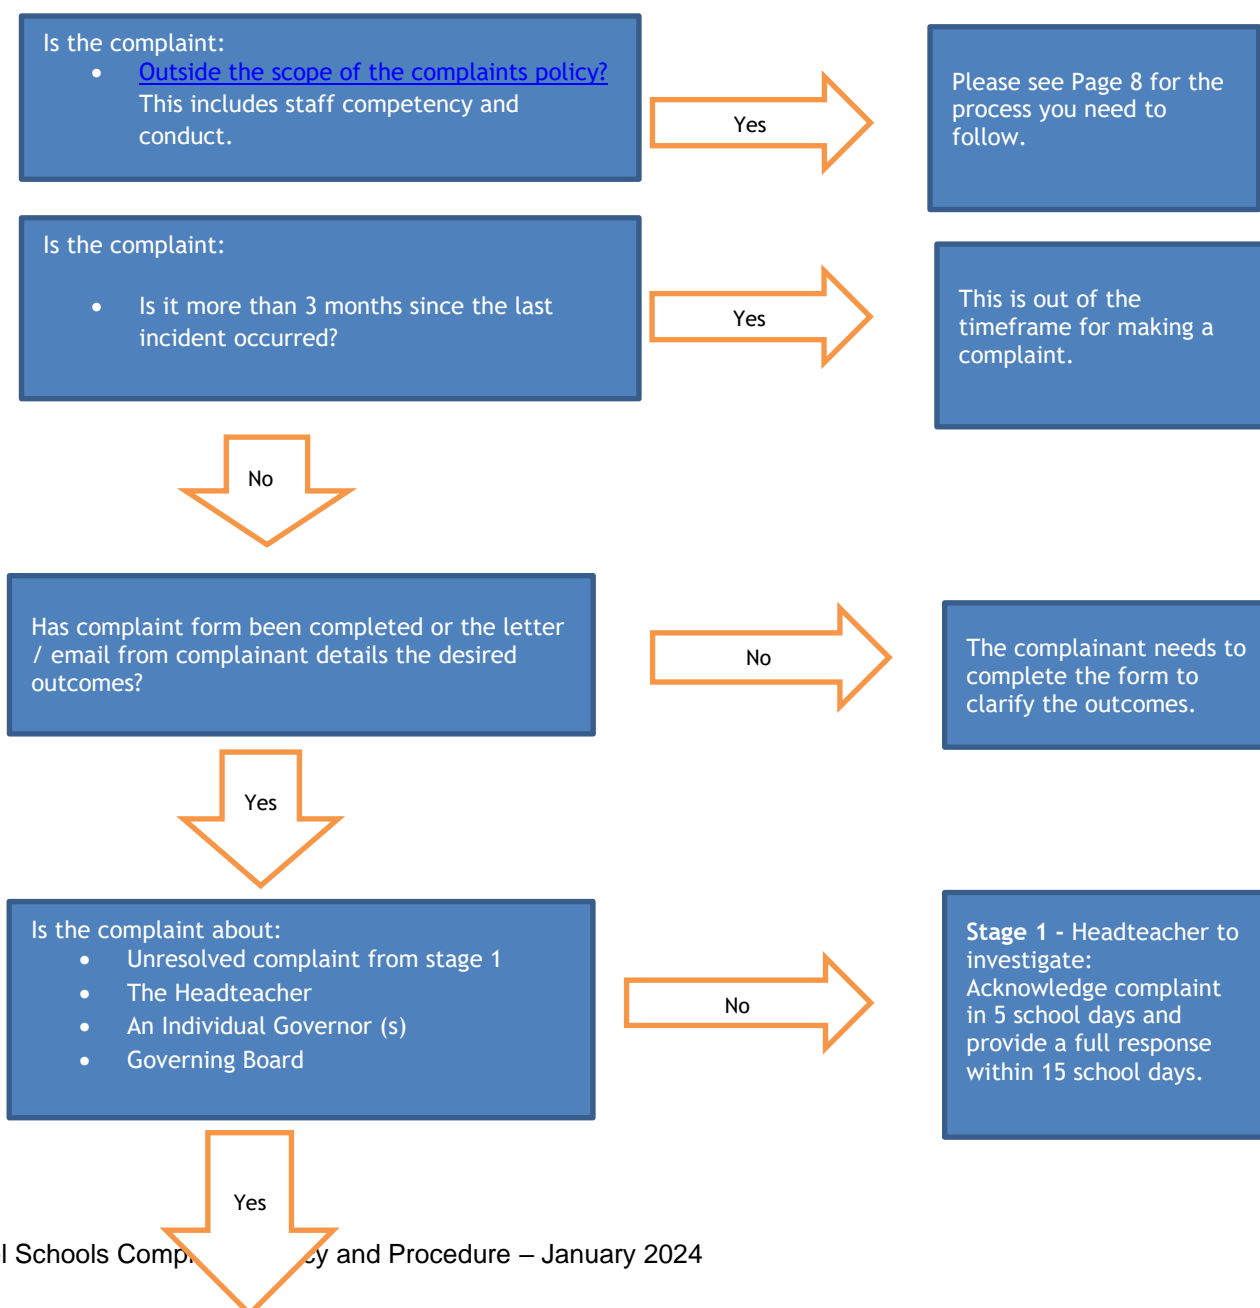 Is the complaint:
• Outside the scope of the complaints policy?
This includes staff competency and
conduct.
Yes
Please see Page 8 for the
process you need to
follow.
Is the complaint:
• Is it more than 3 months since the last
incident occurred?
Yes
This is out of the
timeframe for making a
complaint.
No
Has complaint form been completed or the letter
/ email from complainant details the desired
outcomes?
No
The complainant needs to
complete the form to
clarify the outcomes.
Yes
Is the complaint about:
• Unresolved complaint from stage 1
• The Headteacher
• An Individual Governor (s)
• Governing Board
No
Stage 1 - Headteacher to
investigate:
Acknowledge complaint
in 5 school days and
provide a full response
within 15 school days.
Yes
Schools and Procedure – January 2024